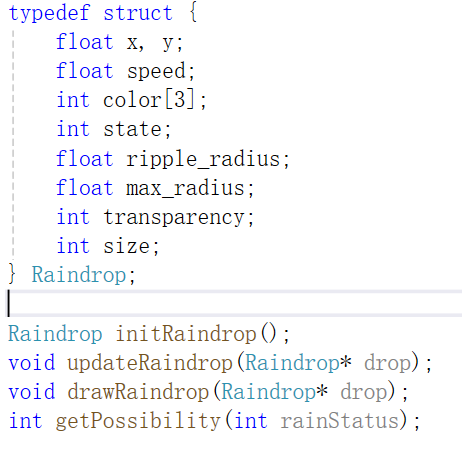 typedef struct {
    float x, y;
    float speed;
    int color[3];
    int state;
    float ripple_radius;
    float max_radius;
    int transparency;
    int size;
} Raindrop;

Raindrop initRaindrop();
void updateRaindrop(Raindrop* drop);
void drawRaindrop(Raindrop* drop);
int getPossibility(int rainStatus);